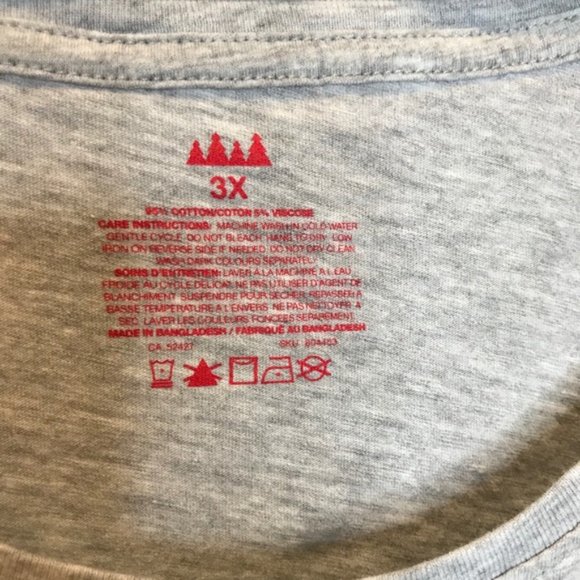 3X
95% COTTON/COTON 5% VISCOSE
CARE INSTRUCTIONS: MACHINE WASH IN COLD WATER
GENTLE CYCLE. DO NOT BLEACH. HANG TO DRY. LOW
IRON ON REVERSE SIDE IF NEEDED. DO NOT DRY CLEAN.
WASH DARK COLOURS SEPARATELY.
SOINS D'ENTRETIEN: LAVER À LA MACHINE À L'EAU
FROIDE AU CYCLE DÉLICAT. NE PAS UTILISER D'AGENT DE
BLANCHIMENT. SUSPENDRE POUR SÉCHER. REPASSER À
BASSE TEMPÉRATURE À L'ENVERS. NE PAS NETTOYER À
SEC. LAVER LES COULEURS FONCÉES SÉPARÉMENT.
MADE IN BANGLADESH / FABRIQUÉ AU BANGLADESH
CA 52421 SKU